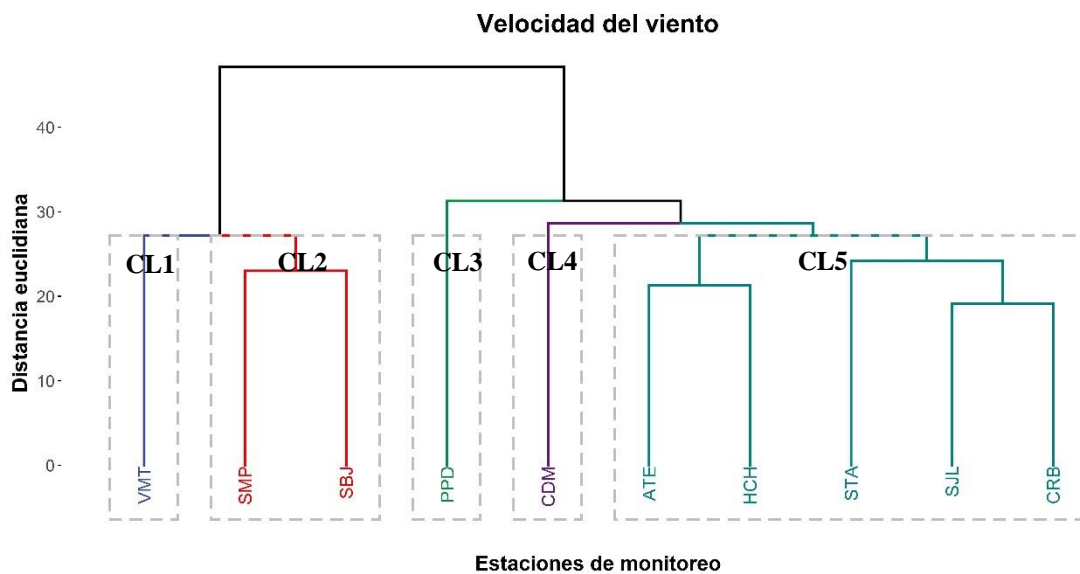 Velocidad del viento
Distancia euclidiana
40
30
20
10
0
CL1
CL2
CL3
CL4
CL5
VMT
SMP
SBJ
PPD
CDM
ATE
HCH
STA
SJL
CRB
Estaciones de monitoreo